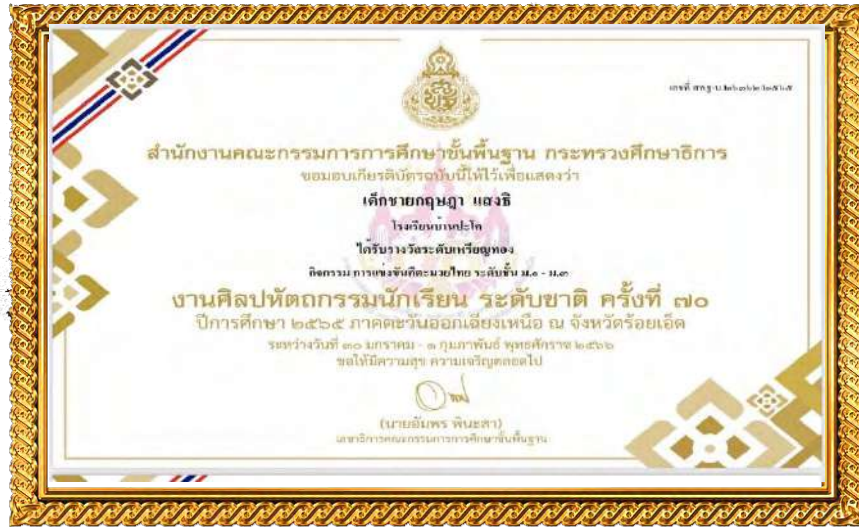 เลขที่ สพฐ-บ
สำนักงานคณะกรรมการการศึกษาขั้นพื้นฐาน กระทรวงศึกษาธิการ
ขอมอบเกียรติบัตรฉบับนี้ให้ไว้เพื่อแสดงว่า
เด็กชายกฤษฎา แสงธิ
โรงเรียนบ้านปะโค
ได้รับรางวัลระดับเหรียญทอง
กิจกรรม การแข่งขันคีตะมวยไทย ระดับชั้น ม.๑ - ม.๓
งานศิลปหัตถกรรมนักเรียน ระดับชาติ ครั้งที่ ๗๐
ปีการศึกษา ๒๕๖๕ ภาคตะวันออกเฉียงเหนือ ณ จังหวัดร้อยเอ็ด
ระหว่างวันที่ ๓๐ มกราคม - ๑ กุมภาพันธ์ พุทธศักราช ๒๕๖๖
ขอให้มีความสุข ความเจริญตลอดไป
(นายอัมพร พินะสา)
เลขาธิการคณะกรรมการการศึกษาขั้นพื้นฐาน